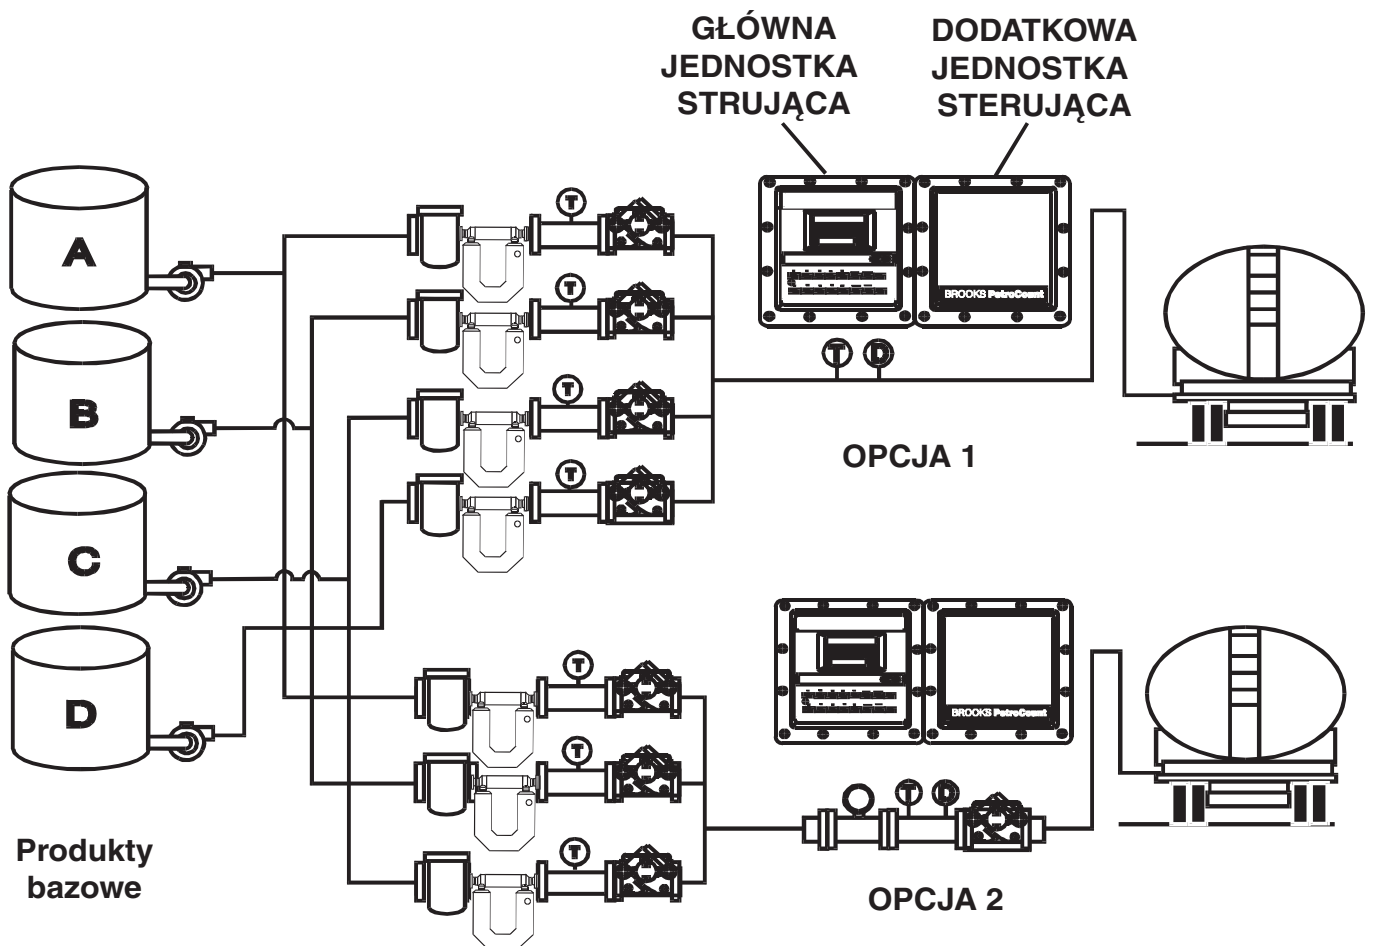 GŁÓWNA
JEDNOSTKA
STRUJĄCA
DODATKOWA
JEDNOSTKA
STERUJĄCA
A
T
B
T
BROOKS PetroCount
T
D
C
T
OPCJA 1
T
D
T
BROOKS PetroCount
T
T
D
Produkty
bazowe
T
OPCJA 2